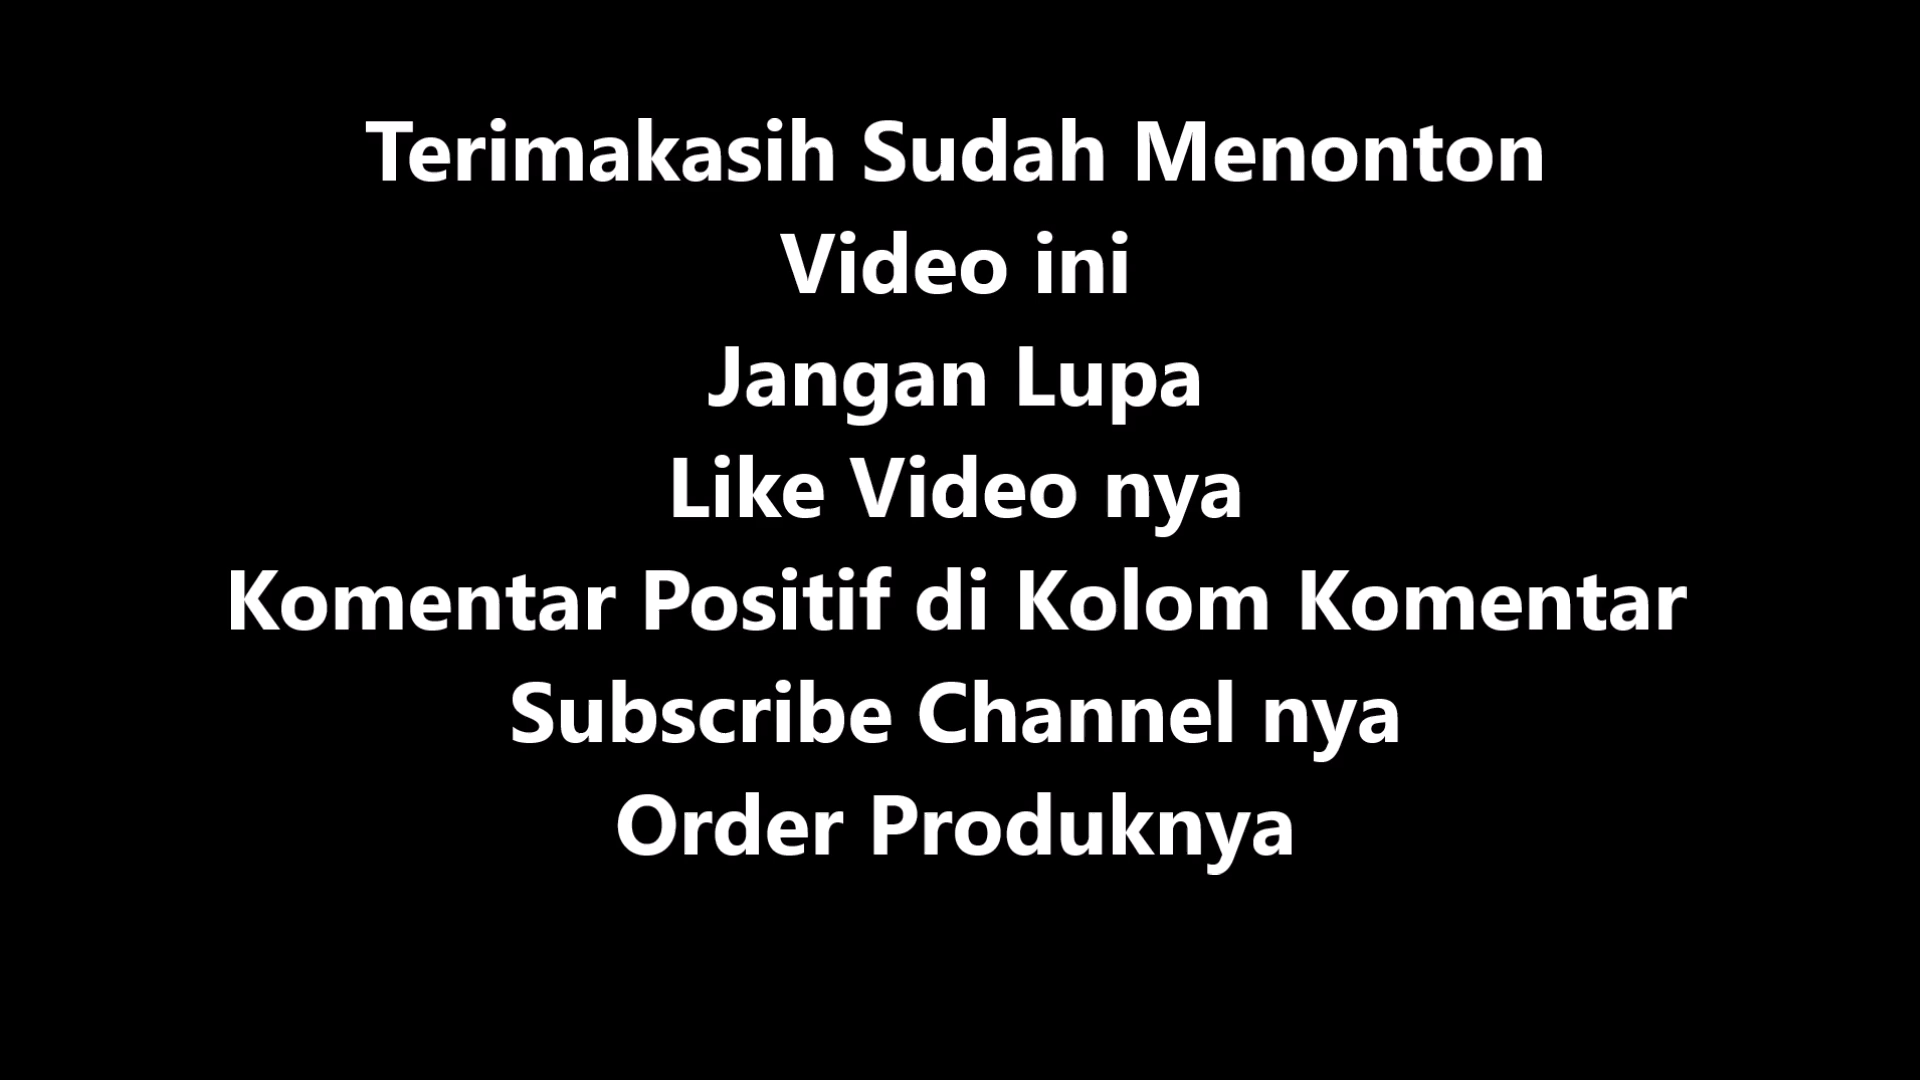 Terimakasih Sudah Menonton
Video ini
Jangan Lupa
Like Video nya
Komentar Positif di Kolom Komentar
Subscribe Channel nya
Order Produknya